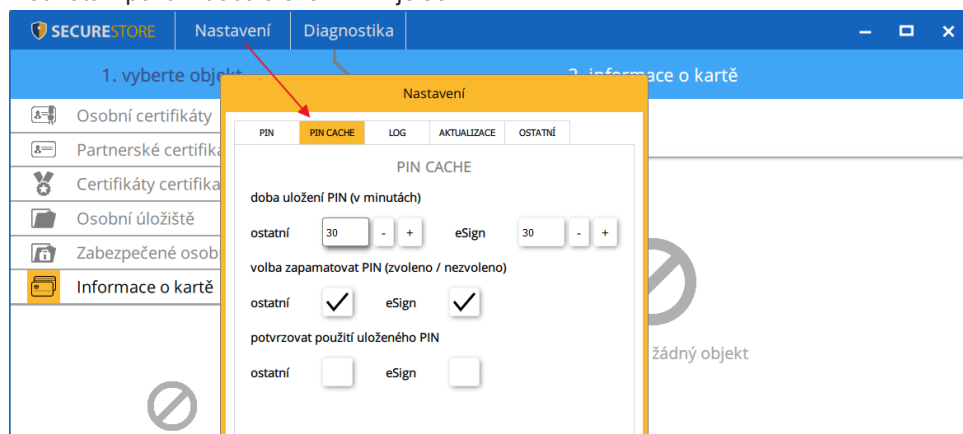 SECURESTORE Nastavení Diagnostika
1. vyberte objekt 2. informace o kartě
Nastavení
Osobní certifikáty
Partnerské certifiká
Certifikáty certifika
Osobní úložiště
Zabezpečené osob
Informace o kartě
PIN PIN CACHE LOG AKTUALIZACE OSTATNÍ
PIN CACHE
doba uložení PIN (v minutách)
ostatní 30 - + eSign 30 - +
volba zapamatovat PIN (zvoleno / nezvoleno)
ostatní eSign
potvrzovat použití uloženého PIN
ostatní eSign
žádný objekt